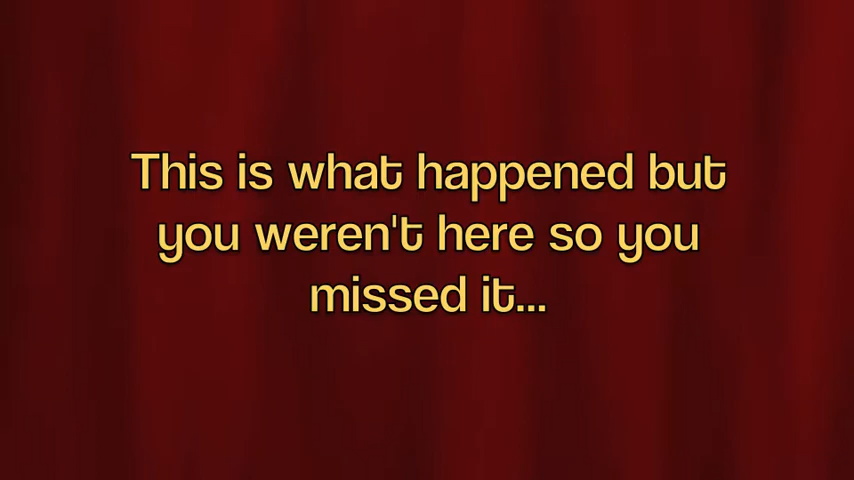 This is what happened but
you weren't here so you
missed it...